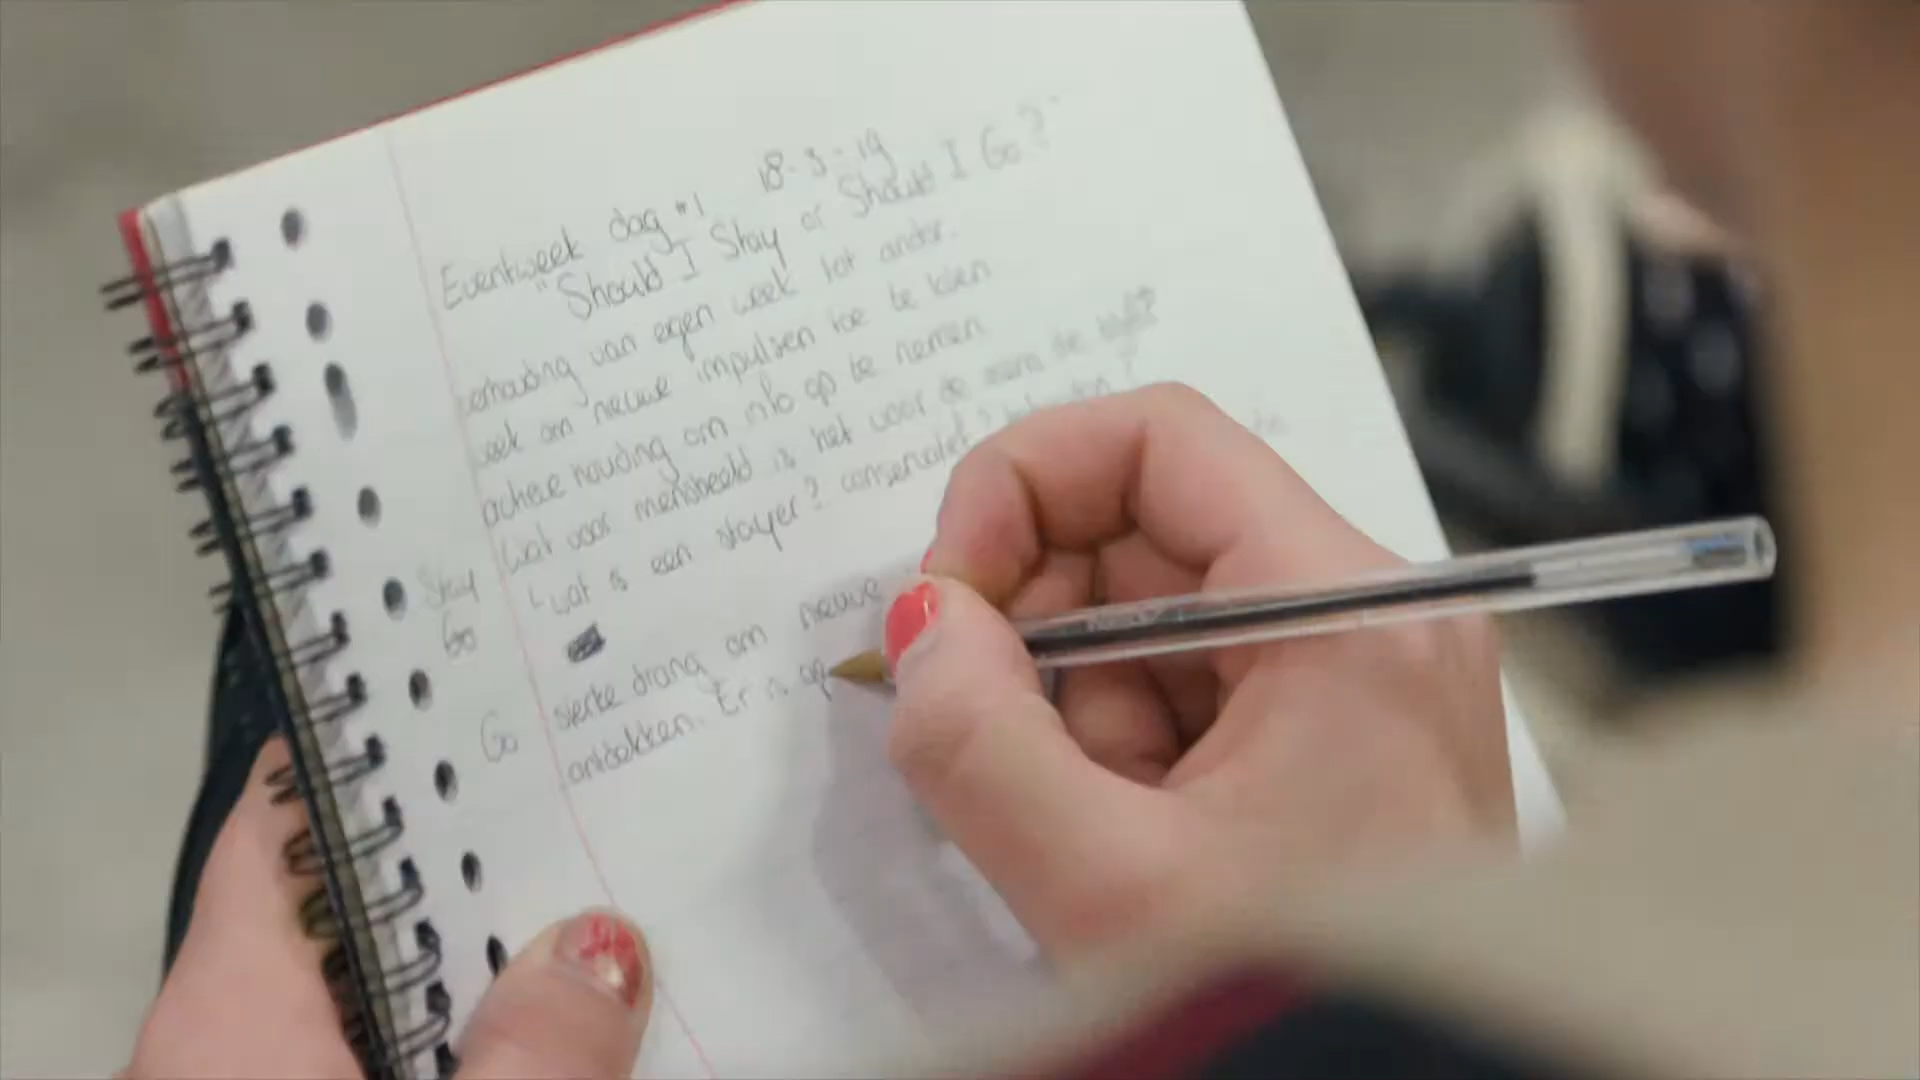 Eventweek dag #1 18-3-19
"Should I Stay or Should I Go?"
verhouding van eigen week tot ander.
week om nieuwe impulsen toe te laten
actieve houding om info op te nemen
Wat voor mensbeeld is het voor de
Stay wat is een stayer? conservatief?
Go
sterke drang om nieuwe
Go ontdekken. Er is op